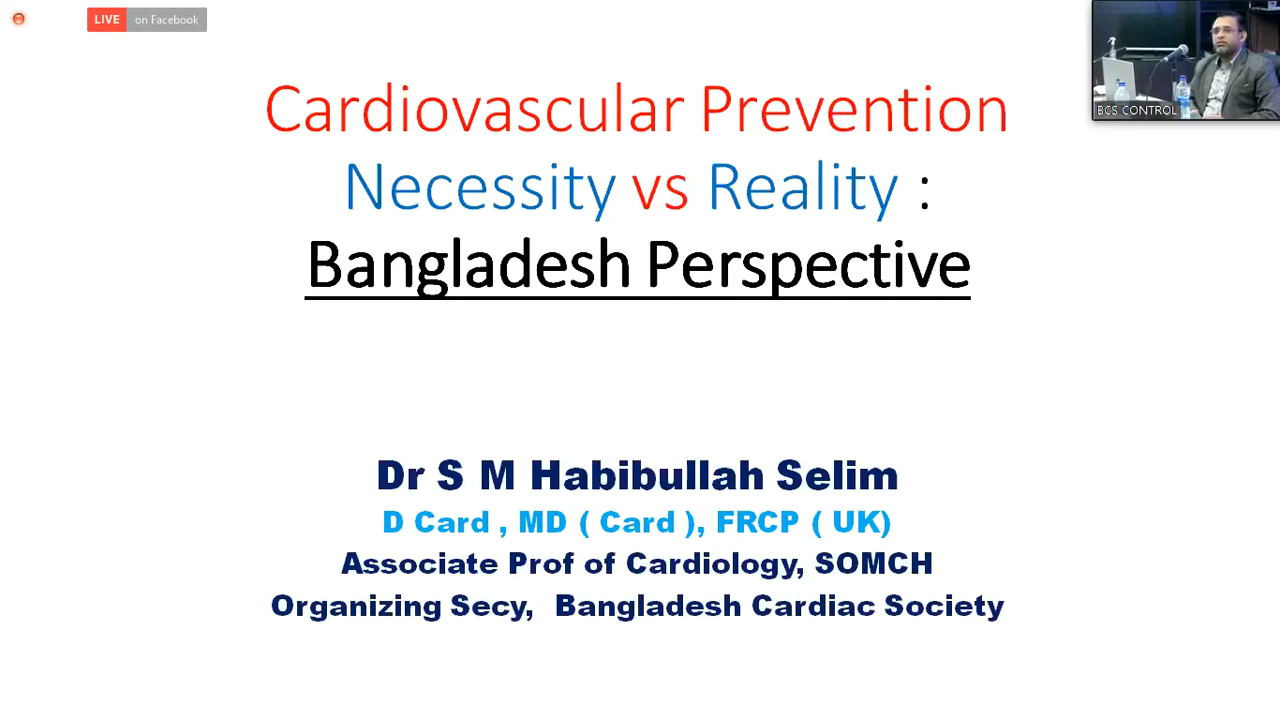 LIVE on Facebook
BCS CONTROL
Cardiovascular Prevention
Necessity vs Reality :
Bangladesh Perspective
Dr S M Habibullah Selim
D Card , MD ( Card ), FRCP ( UK)
Associate Prof of Cardiology, SOMCH
Organizing Secy, Bangladesh Cardiac Society